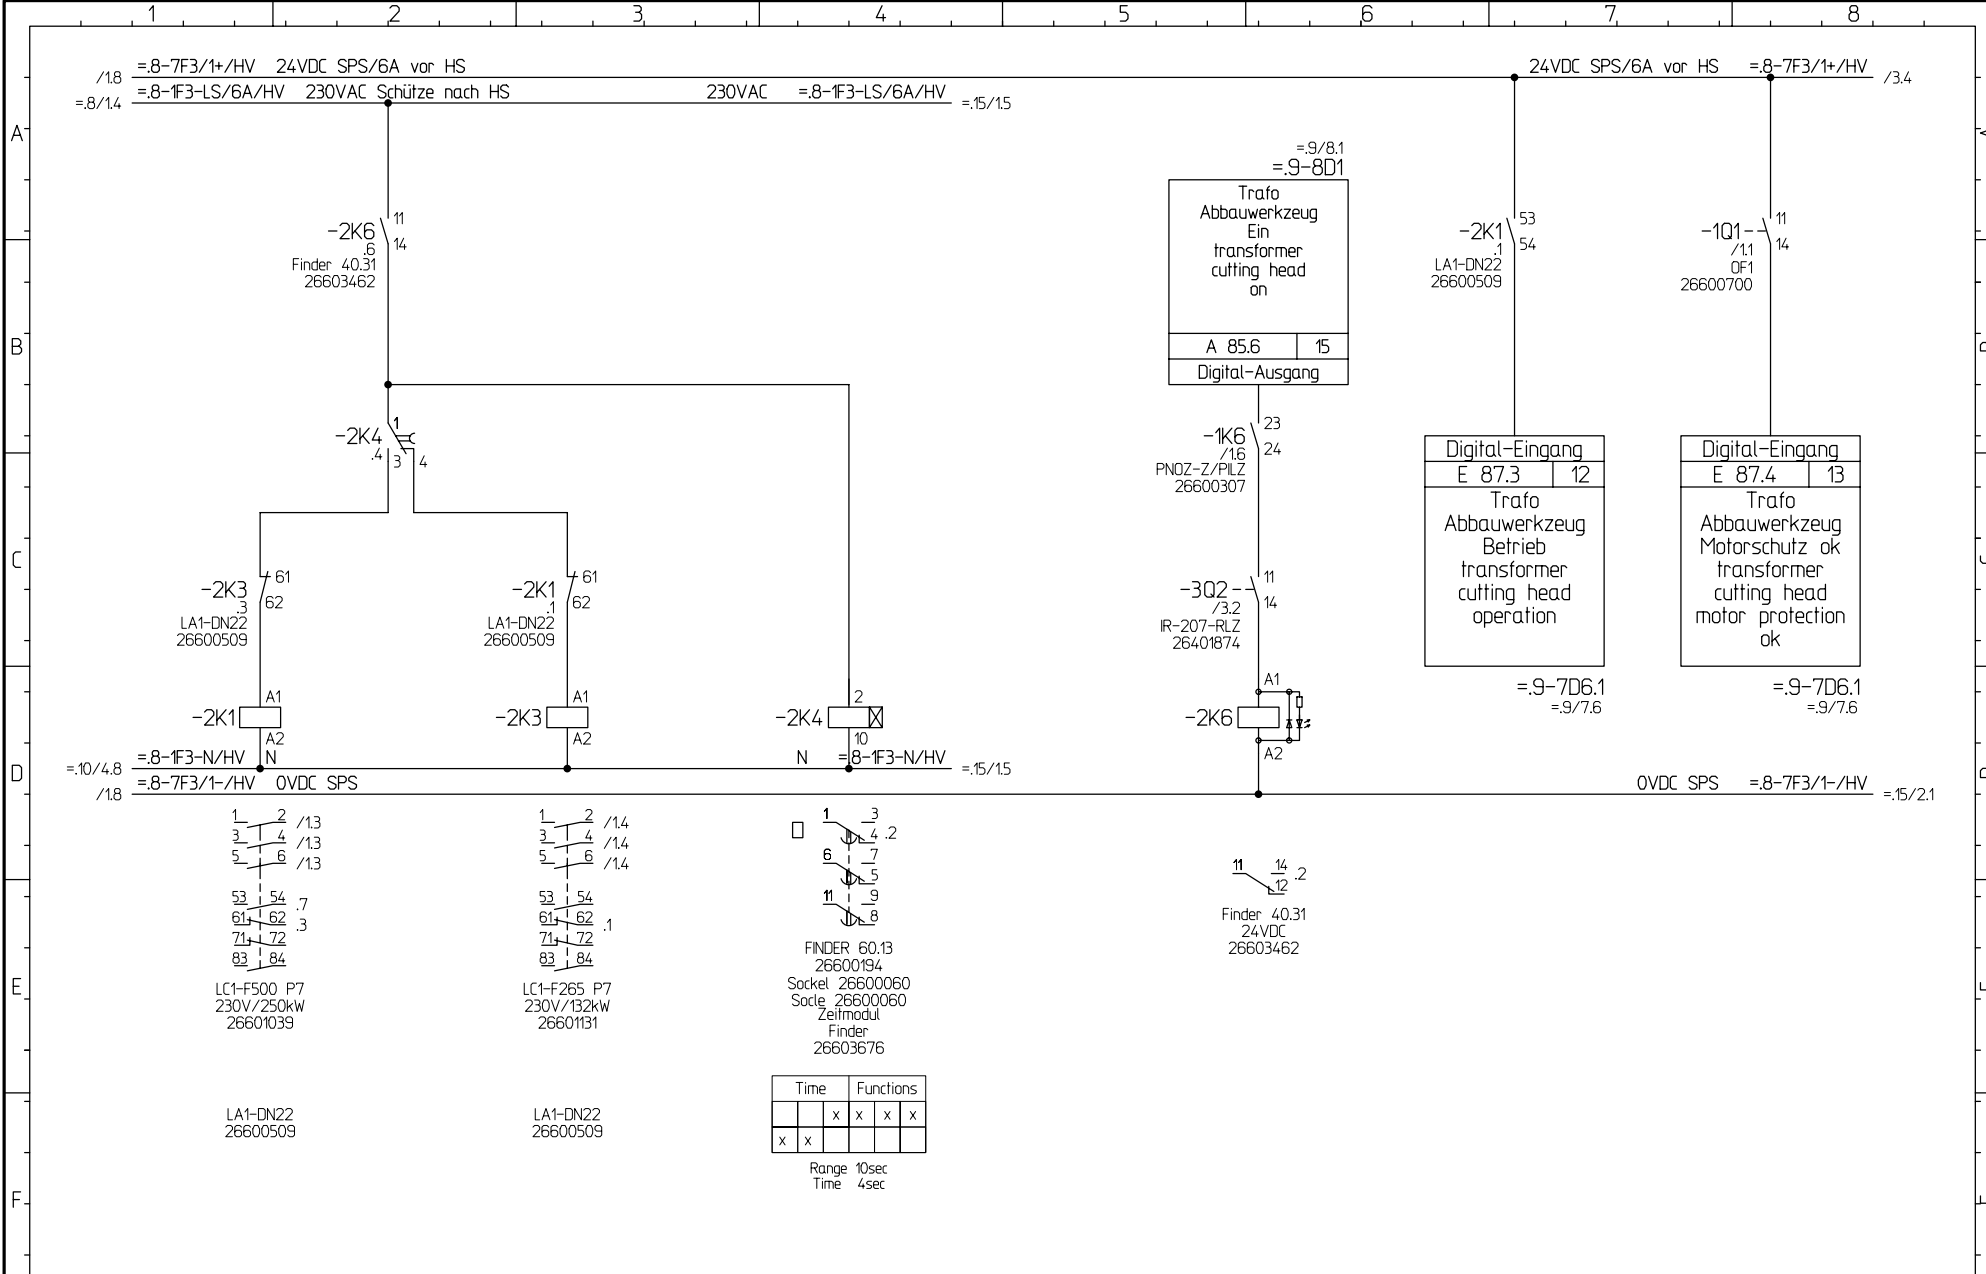 1 2 3 4 5 6 7 8
=.8-7F3/1+/HV 24VDC SPS/6A vor HS 24VDC SPS/6A vor HS =.8-7F3/1+/HV
/1.8 /3.4
=.8-1F3-LS/6A/HV 230VAC Schütze nach HS 230VAC =.8-1F3-LS/6A/HV
=.8/1.4 =.15/1.5
A
B
C
D
E
F
-2K6
.6
Finder 40.31
26603462
11
14
-2K4
.4
1
3
4
-2K3
.3
LA1-DN22
26600509
61
62
-2K1
.1
LA1-DN22
26600509
61
62
-2K1
A1
A2
-2K3
A1
A2
-2K4
2
10
=.9/8.1
=.9-8D1
Trafo
Abbauwerkzeug
Ein
transformer
cutting head
on
A 85.6 15
Digital-Ausgang
-1K6
/1.6
PNOZ-Z/PILZ
26600307
23
24
-3Q2
/3.2
IR-207-RLZ
26401874
11
14
-2K6
A1
A2
-2K1
.1
LA1-DN22
26600509
53
54
Digital-Eingang
E 87.3 12
Trafo
Abbauwerkzeug
Betrieb
transformer
cutting head
operation
=.9-7D6.1
=.9/7.6
-1Q1
/1.1
OF1
26600700
11
14
Digital-Eingang
E 87.4 13
Trafo
Abbauwerkzeug
Motorschutz ok
transformer
cutting head
motor protection
ok
=.9-7D6.1
=.9/7.6
=.8-1F3-N/HV N N =.8-1F3-N/HV
=.10/4.8 =.15/1.5
=.8-7F3/1-/HV 0VDC SPS 0VDC SPS =.8-7F3/1-/HV
/1.8 =.15/2.1
1 2 /1.3
3 4 /1.3
5 6 /1.3
53 54 .7
61 62 .3
71 72
83 84
LC1-F500 P7
230V/250kW
26601039
LA1-DN22
26600509
1 2 /1.4
3 4 /1.4
5 6 /1.4
53 54
61 62 .1
71 72
83 84
LC1-F265 P7
230V/132kW
26601131
LA1-DN22
26600509
1 3
4 .2
6 7
5
11 9
8
FINDER 60.13
26600194
Sockel 26600060
Socle 26600060
Zeitmodul
Finder
26603676
Time Functions
x x x x
x x
Range 10sec
Time 4sec
11 14 .2
12
Finder 40.31
24VDC
26603462